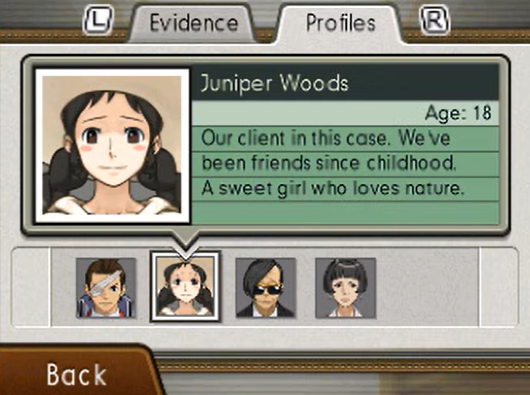 L Evidence Profiles R
Juniper Woods
Age: 18
Our client in this case. We've
been friends since childhood.
A sweet girl who loves nature.
Back